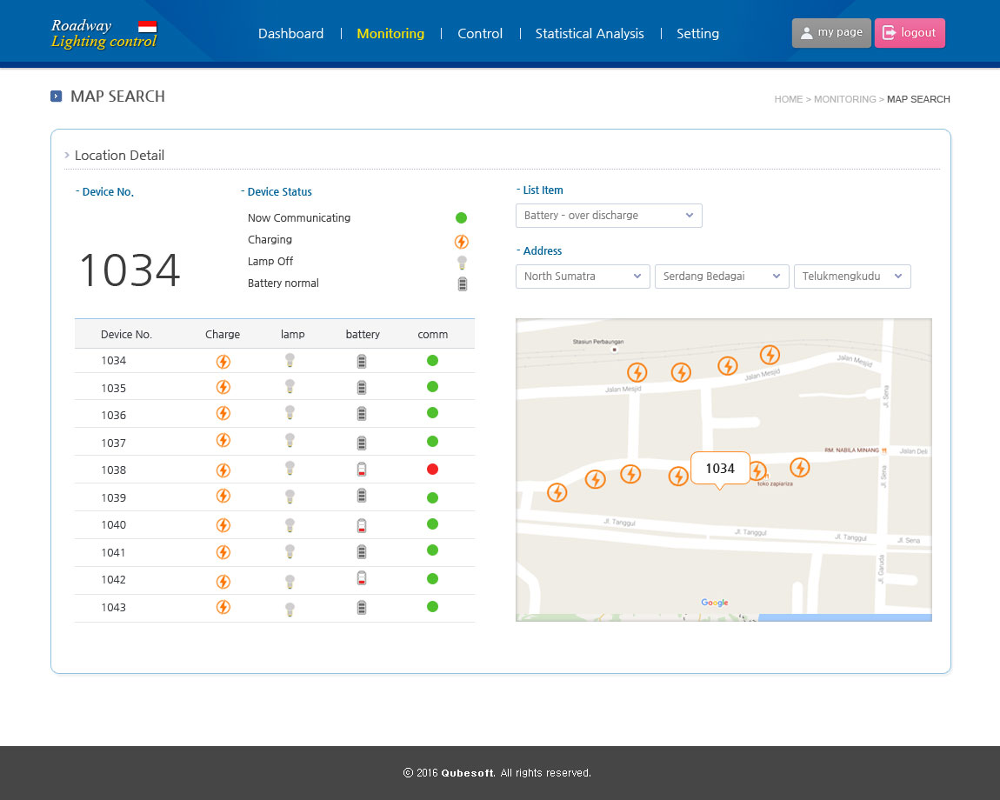 Roadway
Lighting control
Dashboard | Monitoring | Control | Statistical Analysis | Setting
my page
logout
MAP SEARCH
HOME > MONITORING > MAP SEARCH
Location Detail
- Device No.
1034
- Device Status
Now Communicating
Charging
Lamp Off
Battery normal
- List Item
Battery - over discharge
- Address
North Sumatra
Serdang Bedagai
Telukmengkudu
Device No. Charge lamp battery comm
1034
1035
1036
1037
1038
1039
1040
1041
1042
1043
Stasiun Perbaungan
Jalan Mesjid
Jalan Mesjid
Jalan Mesjid
Jl. Sena
RM. NABILA MINANG
Jalan Deli
1034
toko zapiariza
Jl. Sena
Jl. Tanggul
Jl. Tanggul
Jl. Tanggul
Jl. Sena
Jl. Garuda
Google
© 2016 Qubesoft. All rights reserved.